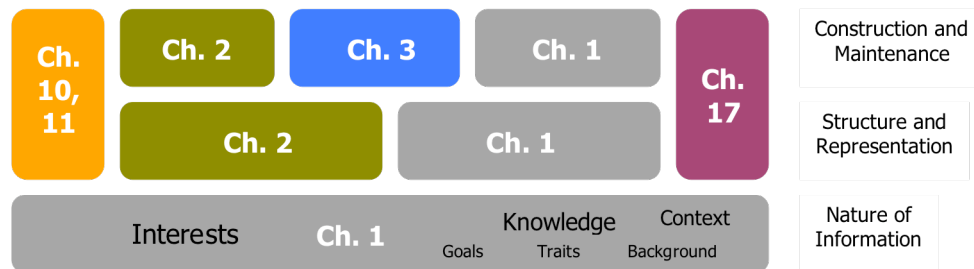 Ch.
10,
11
Ch. 2
Ch. 3
Ch. 1
Ch.
17
Construction and
Maintenance
Ch. 2
Ch. 1
Structure and
Representation
Interests
Ch. 1
Knowledge
Context
Goals
Traits
Background
Nature of
Information